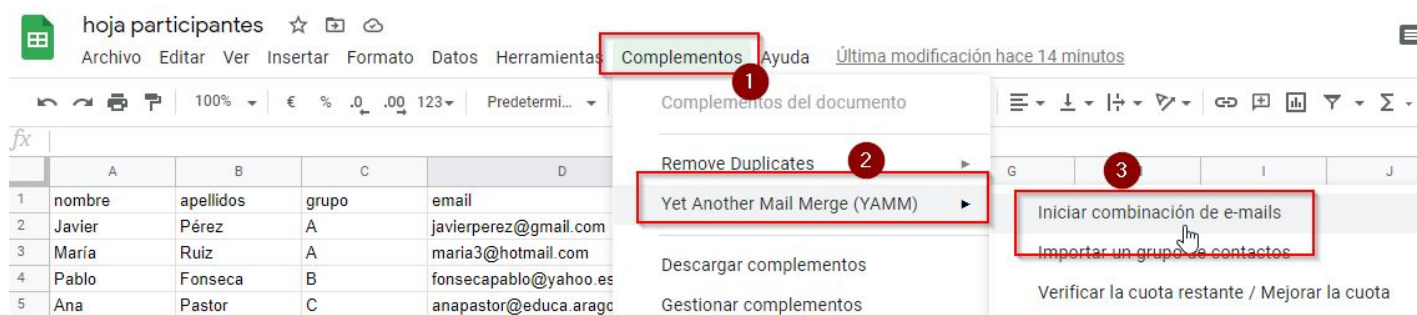 hoja participantes
Archivo Editar Ver Insertar Formato Datos Herramientas Complementos Ayuda Última modificación hace 14 minutos
1
100% € % .0 .00 123 Predetermi... Complementos del documento
fx
Remove Duplicates 2
A B C D G 3 I J
Yet Another Mail Merge (YAMM) Iniciar combinación de e-mails
1 nombre apellidos grupo email
2 Javier Pérez A javierperez@gmail.com
Importar un grupo de contactos
3 María Ruiz A maria3@hotmail.com
Descargar complementos
4 Pablo Fonseca B fonsecapablo@yahoo.es
Verificar la cuota restante / Mejorar la cuota
5 Ana Pastor C anapastor@educa.arago
Gestionar complementos